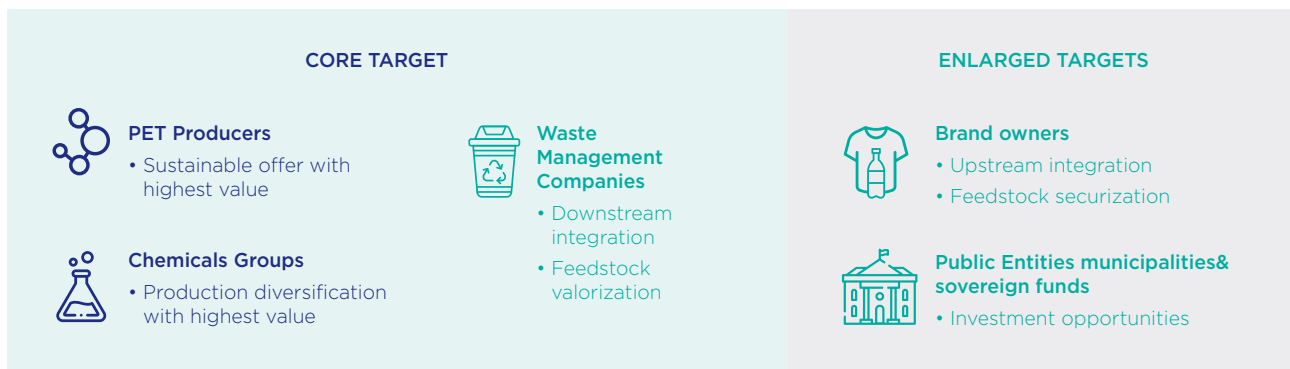 CORE TARGET
PET Producers
• Sustainable offer with
highest value
Chemicals Groups
• Production diversification
with highest value
Waste
Management
Companies
• Downstream
integration
• Feedstock
valorization
ENLARGED TARGETS
Brand owners
• Upstream integration
• Feedstock securization
Public Entities municipalities&
sovereign funds
• Investment opportunities